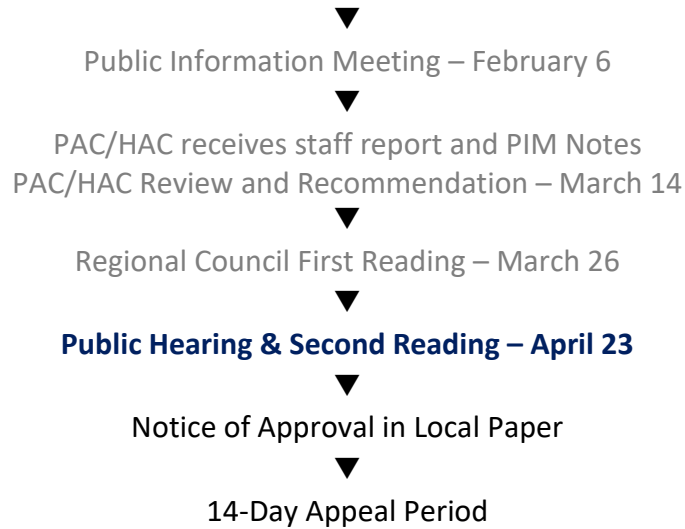 Public Information Meeting – February 6
PAC/HAC receives staff report and PIM Notes
PAC/HAC Review and Recommendation – March 14
Regional Council First Reading – March 26
Public Hearing & Second Reading – April 23
Notice of Approval in Local Paper
14-Day Appeal Period